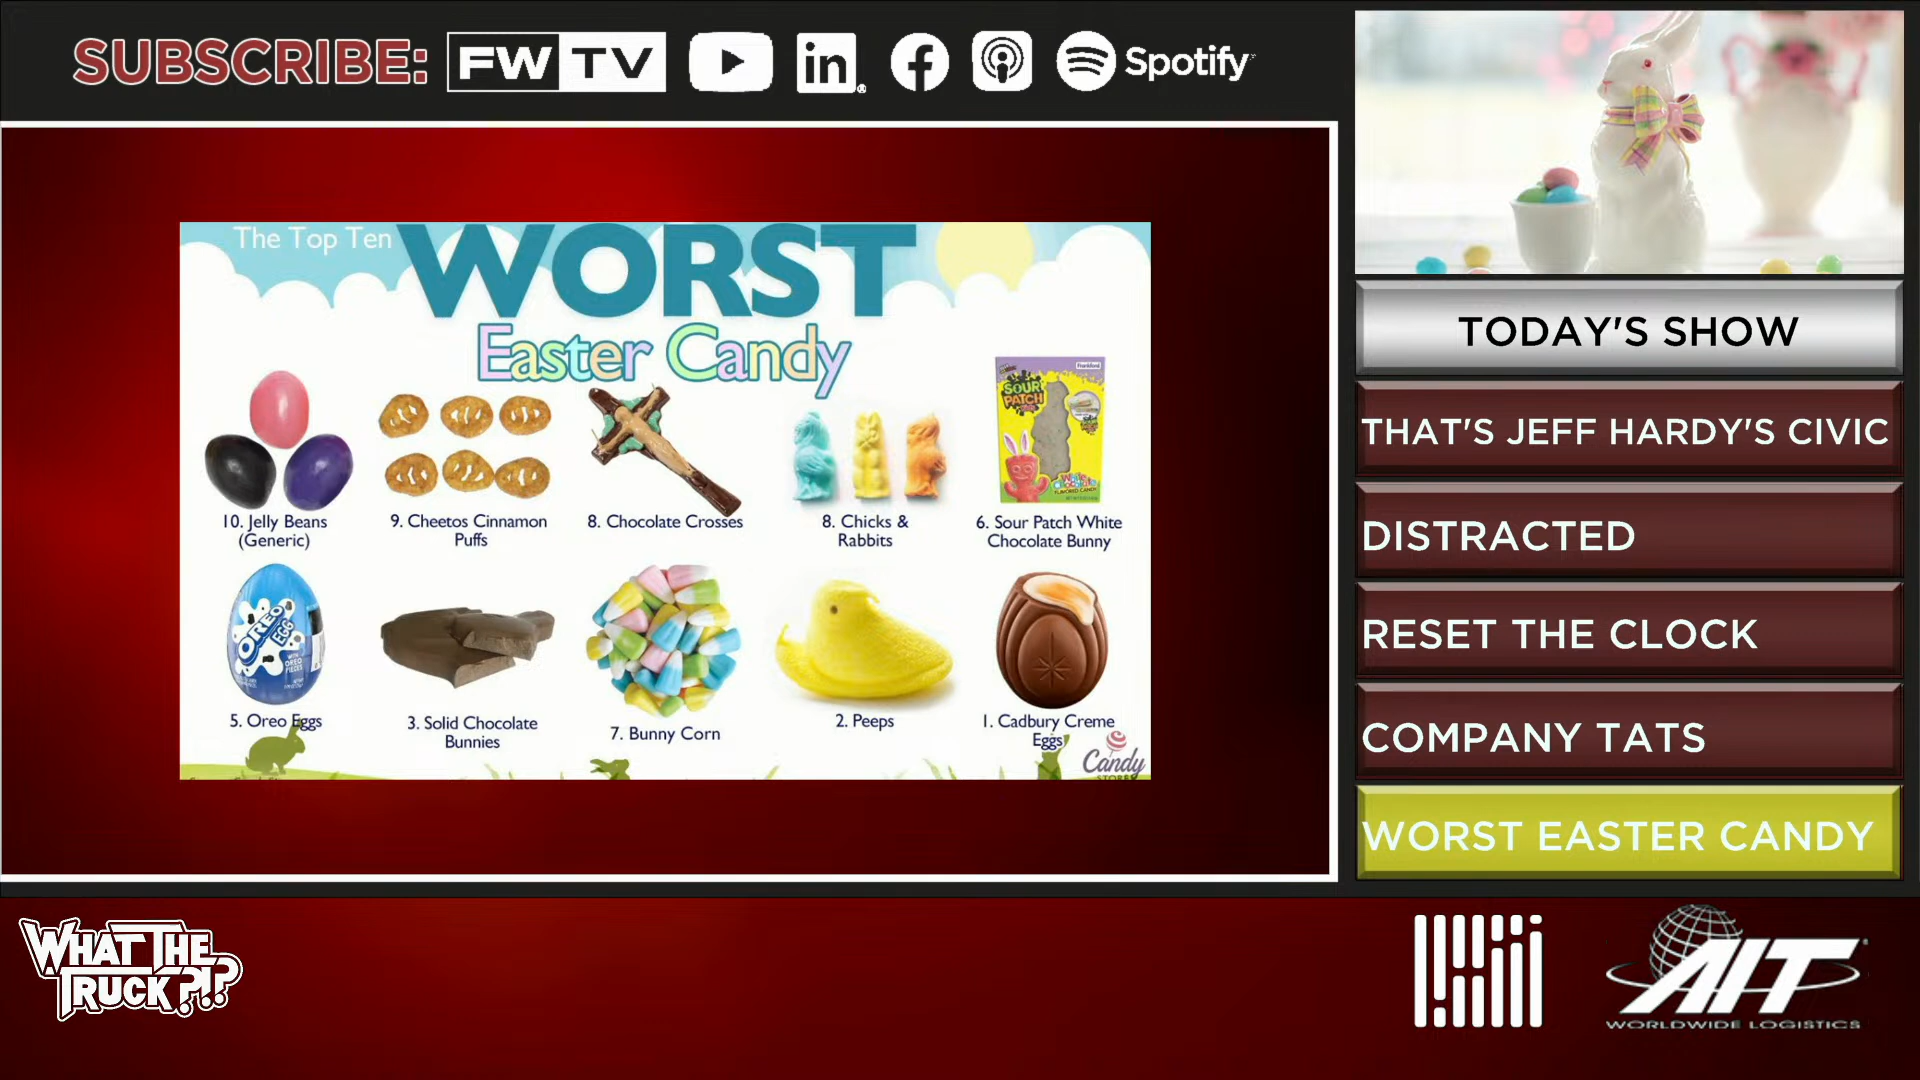 SUBSCRIBE: FW TV in Spotify
The Top Ten
WORST
Easter Candy
Frankford
SOUR
PATCH
10. Jelly Beans
(Generic)
9. Cheetos Cinnamon
Puffs
8. Chocolate Crosses
8. Chicks &
Rabbits
6. Sour Patch White
Chocolate Bunny
OREO
EGG
5. Oreo Eggs
3. Solid Chocolate
Bunnies
7. Bunny Corn
2. Peeps
1. Cadbury Creme
Eggs
Candy
TODAY'S SHOW
THAT'S JEFF HARDY'S CIVIC
DISTRACTED
RESET THE CLOCK
COMPANY TATS
WORST EASTER CANDY
WHAT THE
TRUCK?!?
AIT
WORLDWIDE LOGISTICS